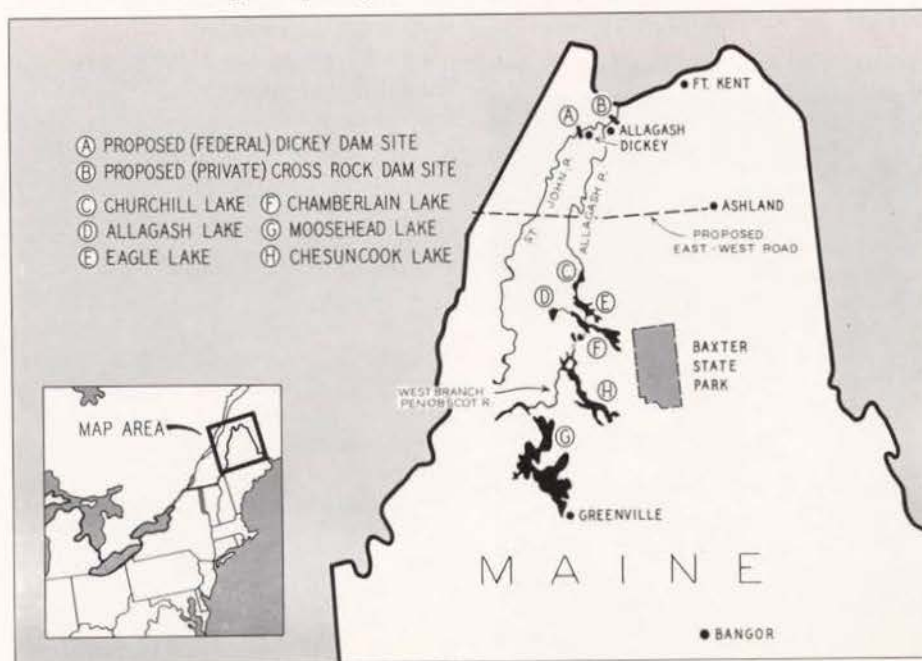 Ⓐ PROPOSED (FEDERAL) DICKEY DAM SITE
Ⓑ PROPOSED (PRIVATE) CROSS ROCK DAM SITE
Ⓒ CHURCHILL LAKE Ⓕ CHAMBERLAIN LAKE
Ⓓ ALLAGASH LAKE Ⓖ MOOSEHEAD LAKE
Ⓔ EAGLE LAKE Ⓗ CHESUNCOOK LAKE
FT. KENT
Ⓐ
Ⓑ
ALLAGASH
DICKEY
ST. JOHN R.
ALLAGASH R.
ASHLAND
PROPOSED
EAST-WEST ROAD
Ⓒ
Ⓓ
Ⓔ
Ⓕ
BAXTER
STATE
PARK
WEST BRANCH
PENOBSCOT R.
Ⓗ
Ⓖ
MAP AREA
GREENVILLE
MAINE
BANGOR